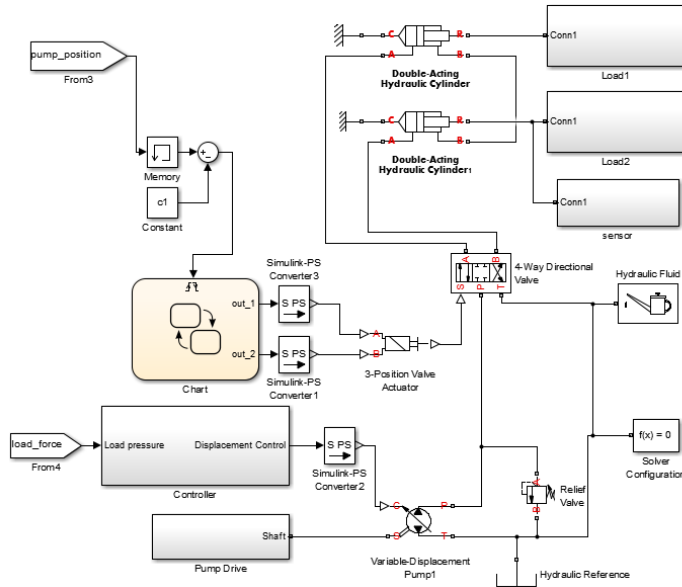 pump_position
From3
Memory
+
-
c1
Constant
C
R
A
B
Double-Acting
Hydraulic Cylinder
C
R
A
B
Double-Acting
Hydraulic Cylinder1
Conn1
Load1
Conn1
Load2
Conn1
sensor
A
B
S
P
T
4-Way Directional
Valve
Hydraulic Fluid
Simulink-PS
Converter3
S PS
out_1
out_2
Chart
S PS
Simulink-PS
Converter1
A
B
3-Position Valve
Actuator
load_force
From4
Load pressure
Displacement Control
Controller
S PS
Simulink-PS
Converter2
f(x) = 0
Solver
Configuration
A
B
Relief
Valve
C
P
S
T
Variable-Displacement
Pump1
Shaft
Pump Drive
Hydraulic Reference